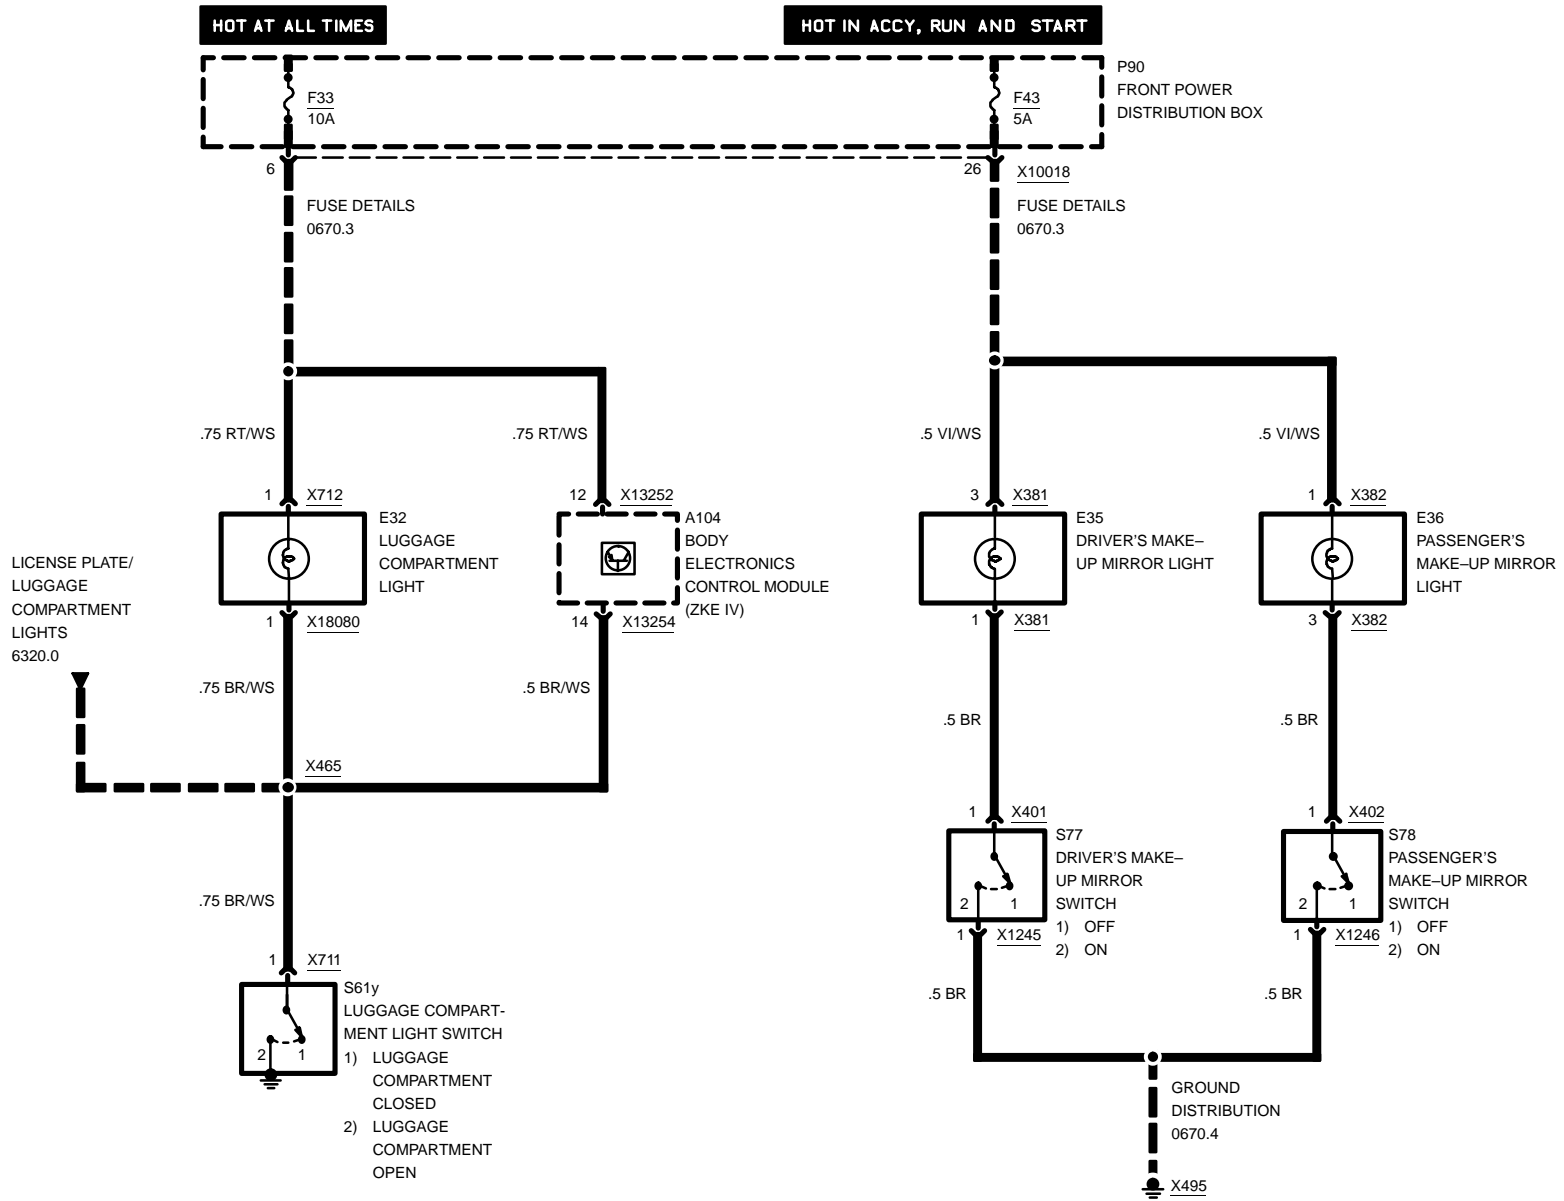 HOT AT ALL TIMES
HOT IN ACCY, RUN AND START
P90
FRONT POWER
DISTRIBUTION BOX
F33
10A
F43
5A
6
26
X10018
FUSE DETAILS
0670.3
FUSE DETAILS
0670.3
.75 RT/WS
.75 RT/WS
.5 VI/WS
.5 VI/WS
1
X712
12
X13252
3
X381
1
X382
E32
LUGGAGE
COMPARTMENT
LIGHT
A104
BODY
ELECTRONICS
CONTROL MODULE
(ZKE IV)
E35
DRIVER'S MAKE–
UP MIRROR LIGHT
E36
PASSENGER'S
MAKE–UP MIRROR
LIGHT
LICENSE PLATE/
LUGGAGE
COMPARTMENT
LIGHTS
6320.0
1
X18080
14
X13254
1
X381
3
X382
.75 BR/WS
.5 BR/WS
.5 BR
.5 BR
X465
1
X401
1
X402
S77
DRIVER'S MAKE–
UP MIRROR
SWITCH
1) OFF
2) ON
2
1
S78
PASSENGER'S
MAKE–UP MIRROR
SWITCH
1) OFF
2) ON
2
1
1
X1245
1
X1246
.75 BR/WS
1
X711
.5 BR
.5 BR
S61y
LUGGAGE COMPART-
MENT LIGHT SWITCH
1) LUGGAGE
COMPARTMENT
CLOSED
2) LUGGAGE
COMPARTMENT
OPEN
2
1
GROUND
DISTRIBUTION
0670.4
X495